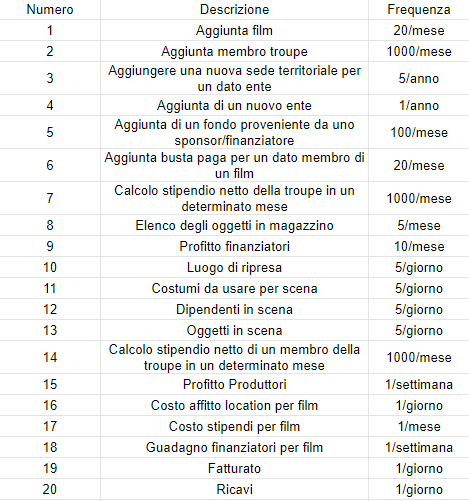 Numero Descrizione Frequenza
1 Aggiunta film 20/mese
2 Aggiunta membro troupe 1000/mese
3 Aggiungere una nuova sede territoriale per un dato ente 5/anno
4 Aggiunta di un nuovo ente 1/anno
5 Aggiunta di un fondo proveniente da uno sponsor/finanziatore 100/mese
6 Aggiunta busta paga per un dato membro di un film 20/mese
7 Calcolo stipendio netto della troupe in un determinato mese 1000/mese
8 Elenco degli oggetti in magazzino 5/mese
9 Profitto finanziatori 10/mese
10 Luogo di ripresa 5/giorno
11 Costumi da usare per scena 5/giorno
12 Dipendenti in scena 5/giorno
13 Oggetti in scena 5/giorno
14 Calcolo stipendio netto di un membro della troupe in un determinato mese 1000/mese
15 Profitto Produttori 1/settimana
16 Costo affitto location per film 1/giorno
17 Costo stipendi per film 1/mese
18 Guadagno finanziatori per film 1/settimana
19 Fatturato 1/giorno
20 Ricavi 1/giorno